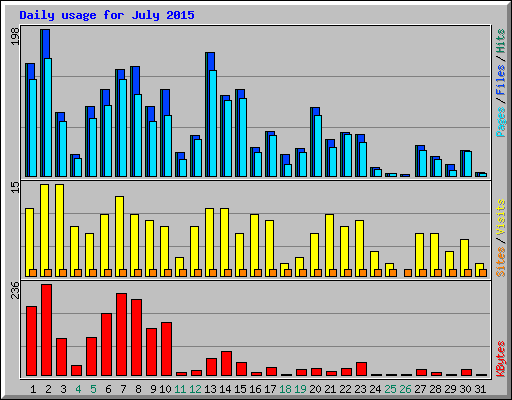 Daily usage for July 2015
198
Pages / Files / Hits
15
Sites / Visits
236
KBytes
1 2 3 4 5 6 7 8 9 10 11 12 13 14 15 16 17 18 19 20 21 22 23 24 25 26 27 28 29 30 31